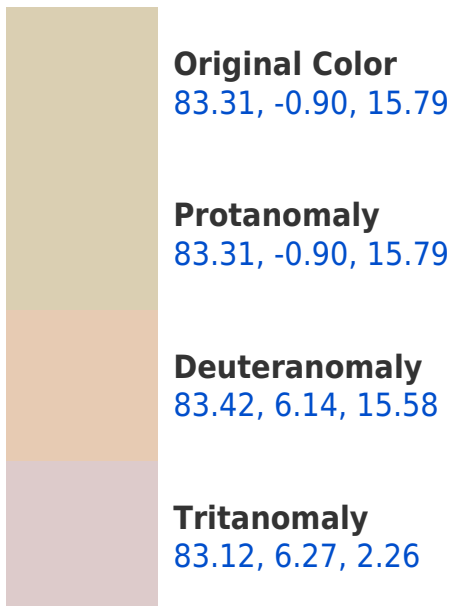 Original Color
83.31, -0.90, 15.79
Protanomaly
83.31, -0.90, 15.79
Deuteranomaly
83.42, 6.14, 15.58
Tritanomaly
83.12, 6.27, 2.26